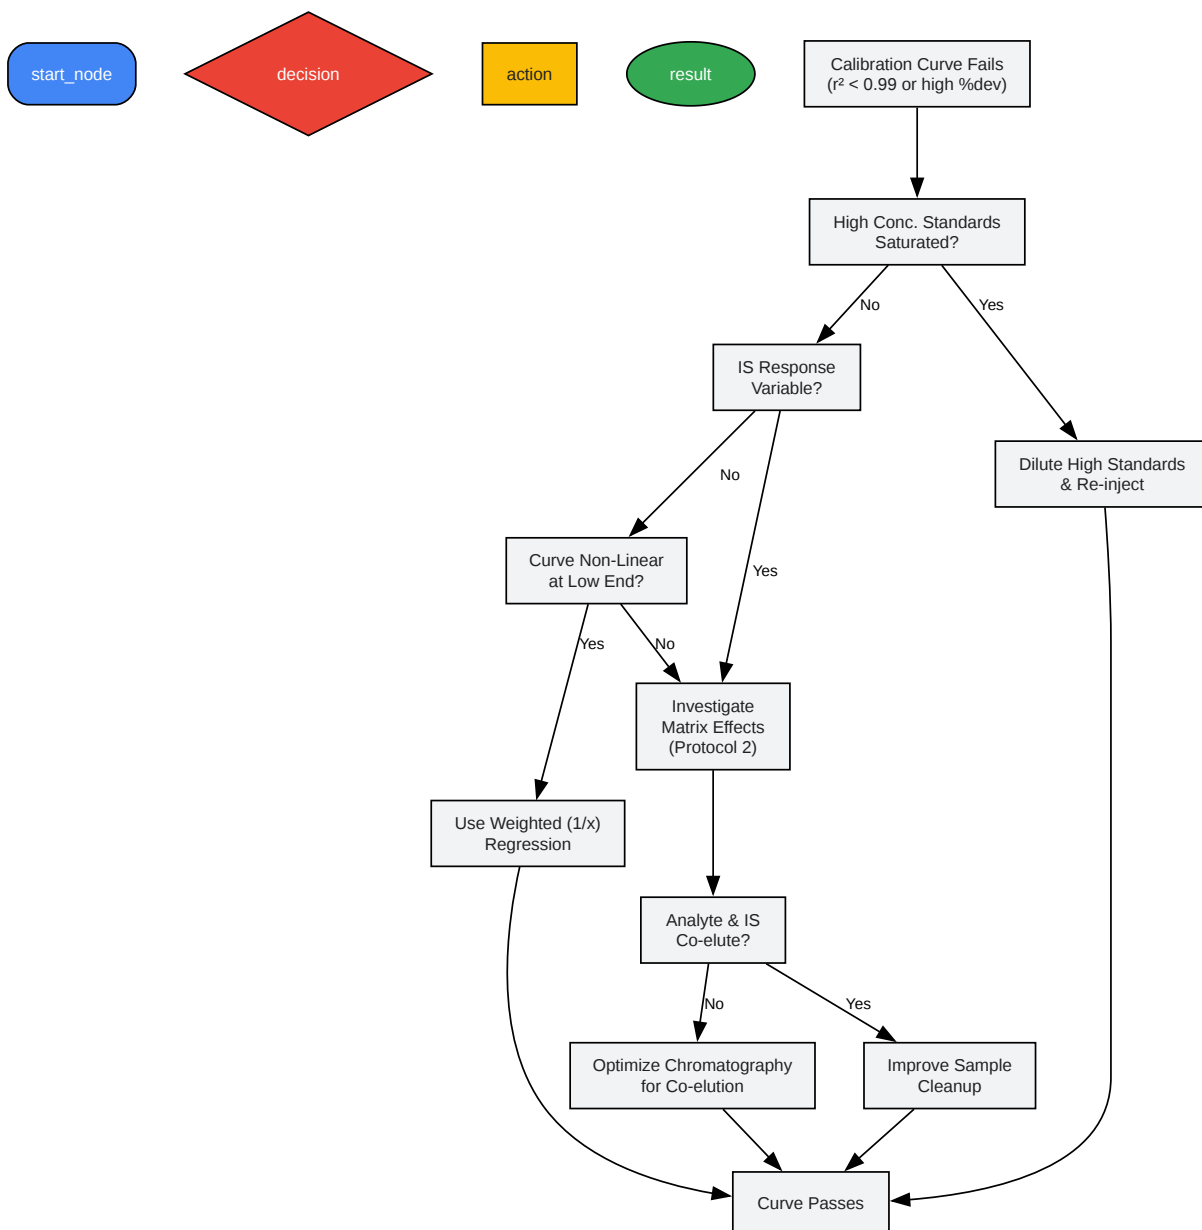 start_node
decision
action
result
Calibration Curve Fails
(r² < 0.99 or high %dev)
High Conc. Standards
Saturated?
No
Yes
IS Response
Variable?
Dilute High Standards
& Re-inject
No
Yes
Curve Non-Linear
at Low End?
Yes
No
Investigate
Matrix Effects
(Protocol 2)
Use Weighted (1/x)
Regression
Analyte & IS
Co-elute?
No
Yes
Optimize Chromatography
for Co-elution
Improve Sample
Cleanup
Curve Passes